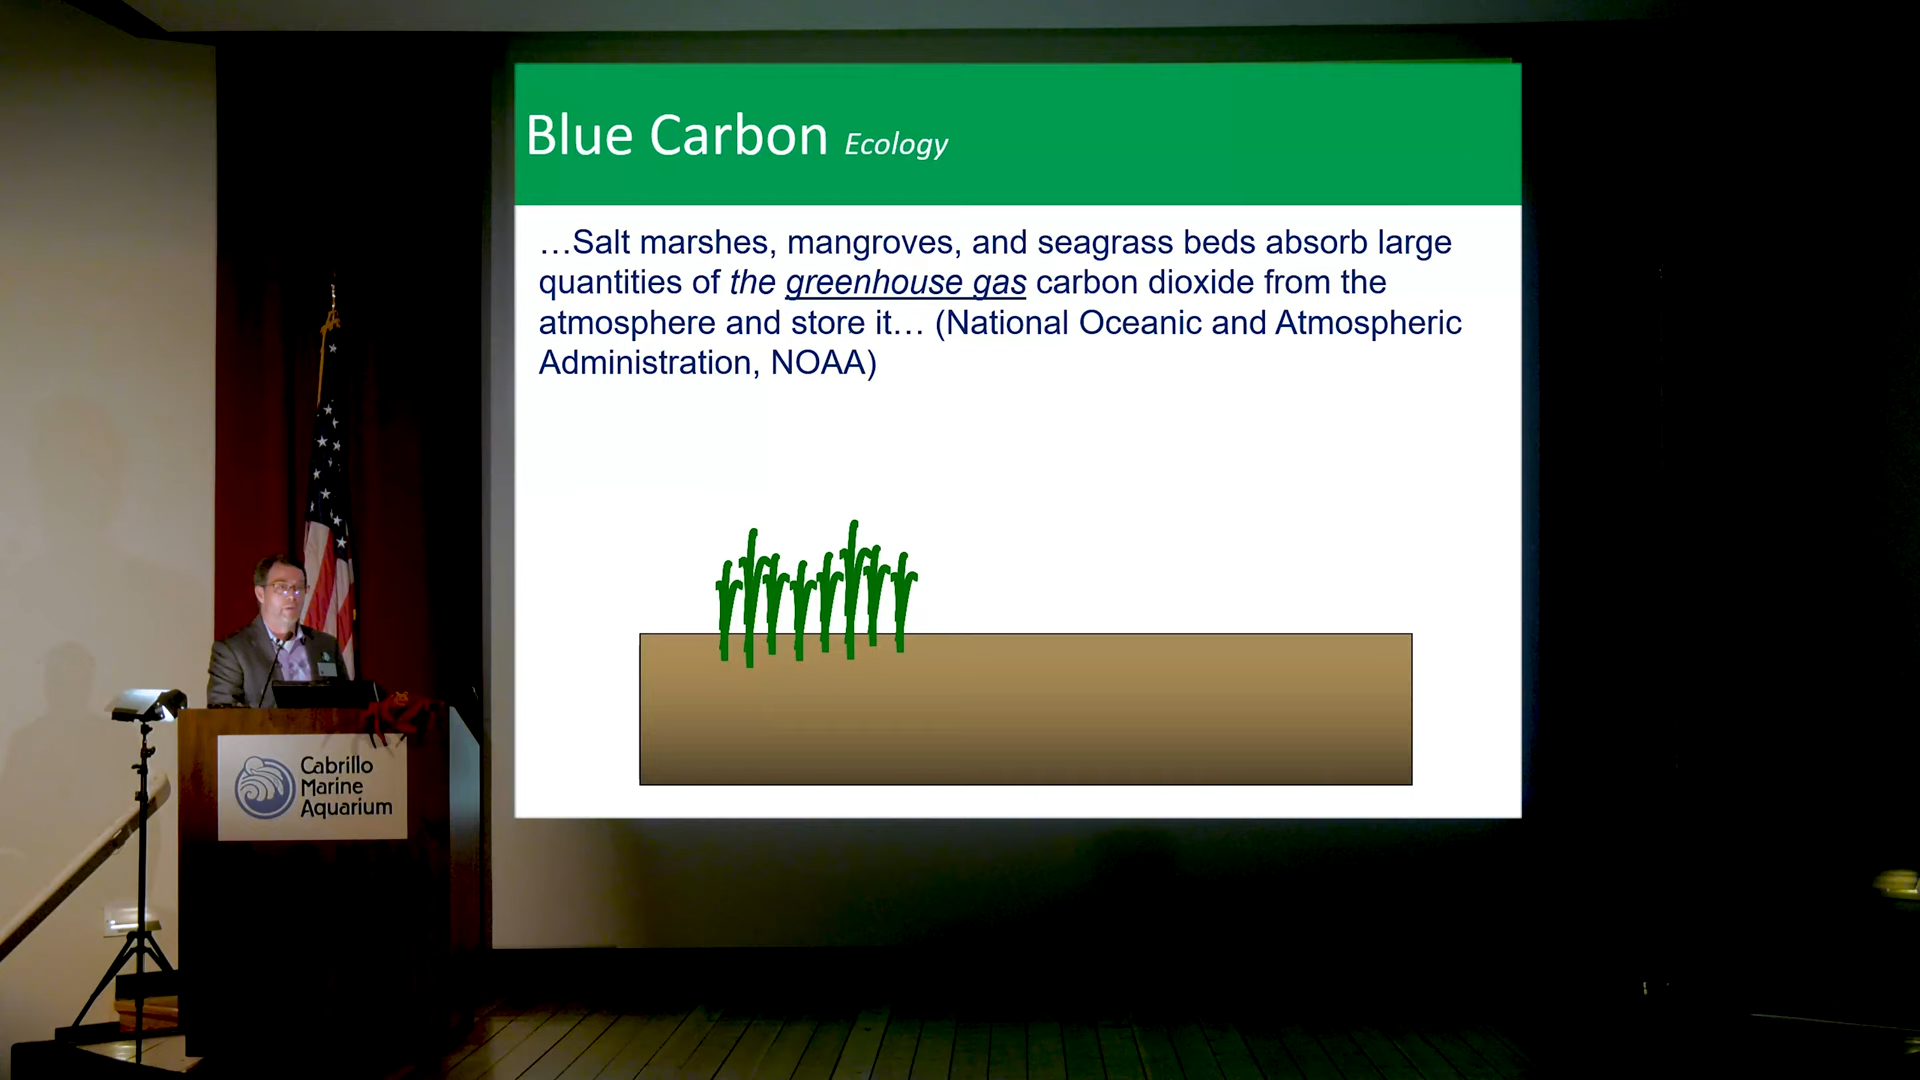 Blue Carbon Ecology
…Salt marshes, mangroves, and seagrass beds absorb large
quantities of the greenhouse gas carbon dioxide from the
atmosphere and store it… (National Oceanic and Atmospheric
Administration, NOAA)
Cabrillo
Marine
Aquarium